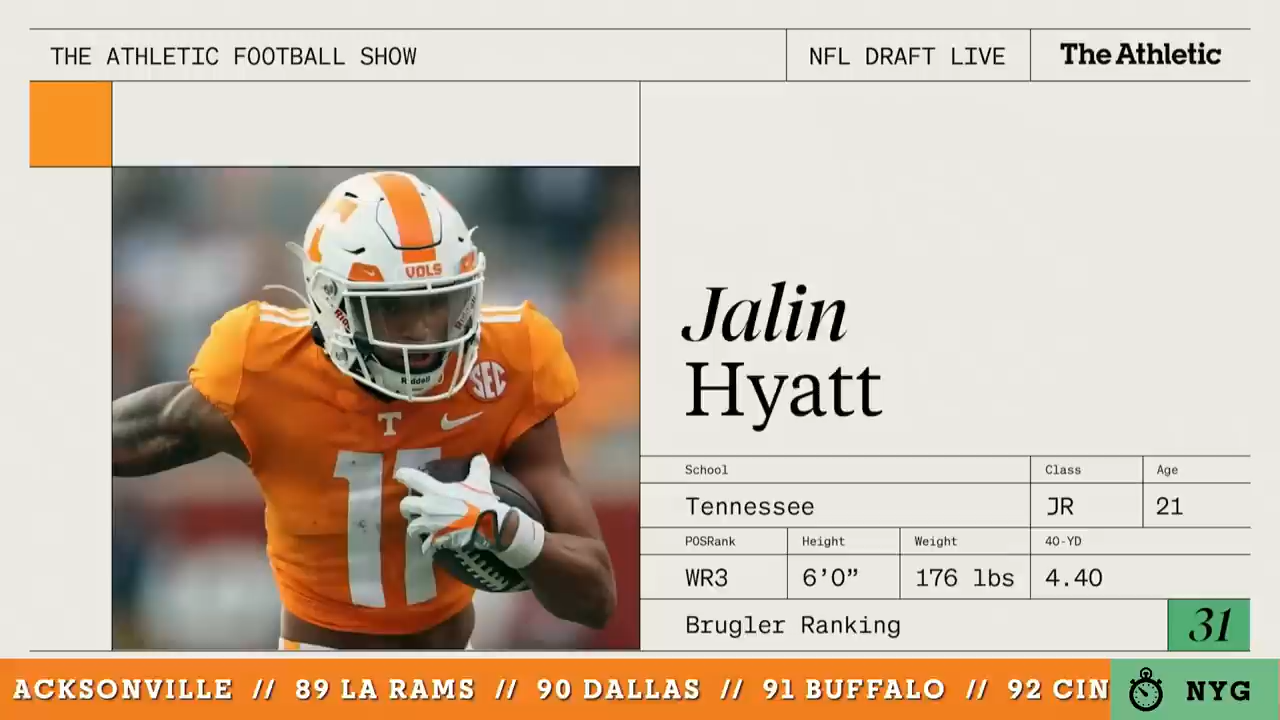 THE ATHLETIC FOOTBALL SHOW
NFL DRAFT LIVE
The Athletic
VOLS
Riddell
SEC
T
11
Jalin
Hyatt
School
Class
Age
Tennessee
JR
21
POSRank
Height
Weight
40-YD
WR3
6’0”
176 lbs
4.40
Brugler Ranking
31
ACKSONVILLE // 89 LA RAMS // 90 DALLAS // 91 BUFFALO // 92 CIN
NYG